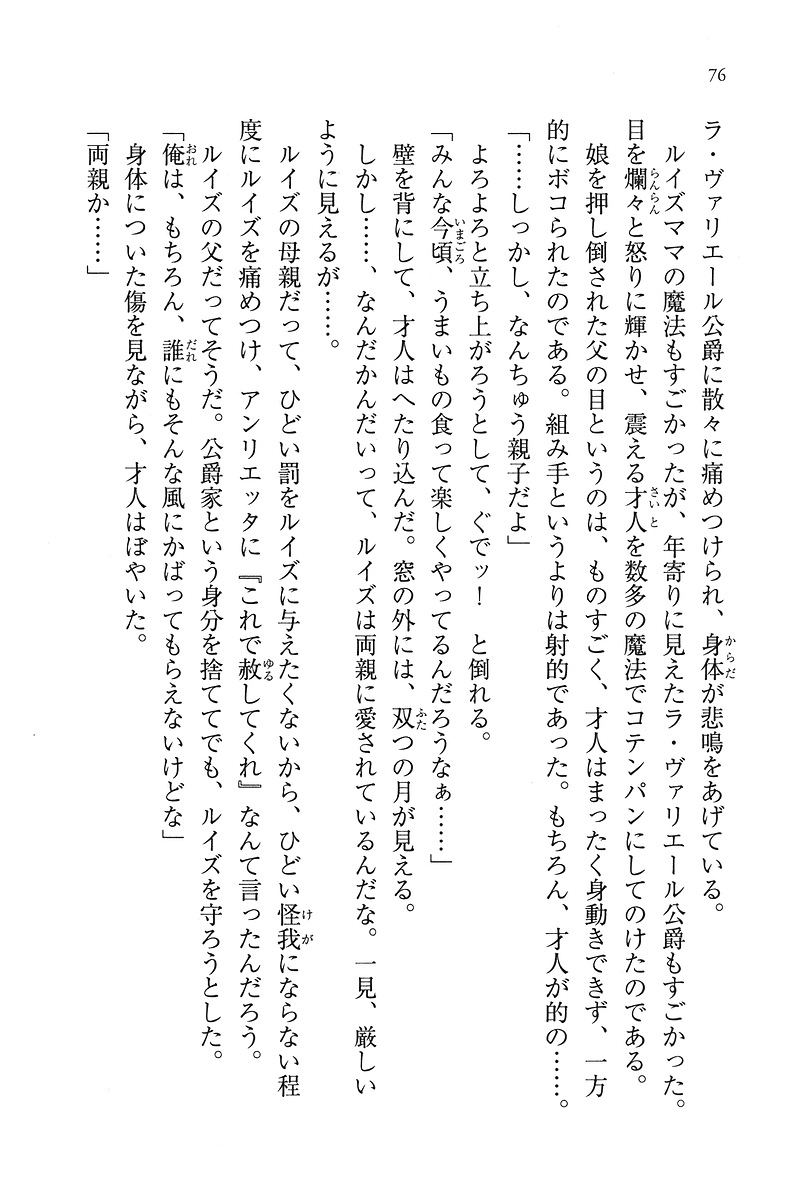 76
ラ・ヴァリエール公爵に散々に痛めつけられ、身体が悲鳴をあげている。
ルイズママの魔法もすごかったが、年寄りに見えたラ・ヴァリエール公爵もすごかった。
目を爛々と怒りに輝かせ、震える才人を数多の魔法でコテンパンにしてのけたのである。
娘を押し倒された父の目というのは、ものすごく、才人はまったく身動きできず、一方
的にボコられたのである。組み手というよりは射的であった。もちろん、才人が的の……。
「……しっかし、なんちゅう親子だよ」
よろよろと立ち上がろうとして、ぐでッ！　と倒れる。
「みんな今頃、うまいもの食って楽しくやってるんだろうなぁ……」
壁を背にして、才人はへたり込んだ。窓の外には、双つの月が見える。
しかし……、なんだかんだいって、ルイズは両親に愛されているんだな。一見、厳しい
ように見えるが……。
ルイズの母親だって、ひどい罰をルイズに与えたくないから、ひどい怪我にならない程
度にルイズを痛めつけ、アンリエッタに『これで赦してくれ』なんて言ったんだろう。
ルイズの父だってそうだ。公爵家という身分を捨ててでも、ルイズを守ろうとした。
「俺は、もちろん、誰にもそんな風にかばってもらえないけどな」
身体についた傷を見ながら、才人はぼやいた。
「両親か……」